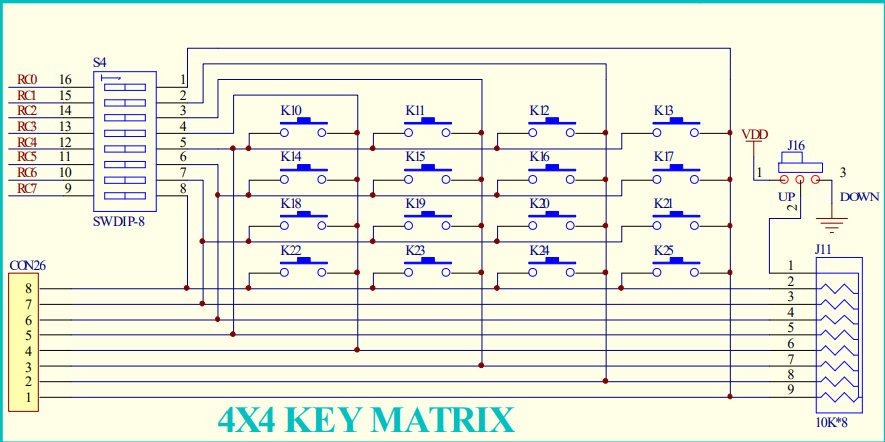 S4
RC0 16 1
RC1 15 2
RC2 14 3
RC3 13 4
RC4 12 5
RC5 11 6
RC6 10 7
RC7 9 8
SWDIP-8
K10 K11 K12 K13
K14 K15 K16 K17
K18 K19 K20 K21
K22 K23 K24 K25
VDD
J16
1 3
UP DOWN
2
CON26
8
7
6
5
4
3
2
1
J11
1
2
3
4
5
6
7
8
9
10K*8
4X4 KEY MATRIX